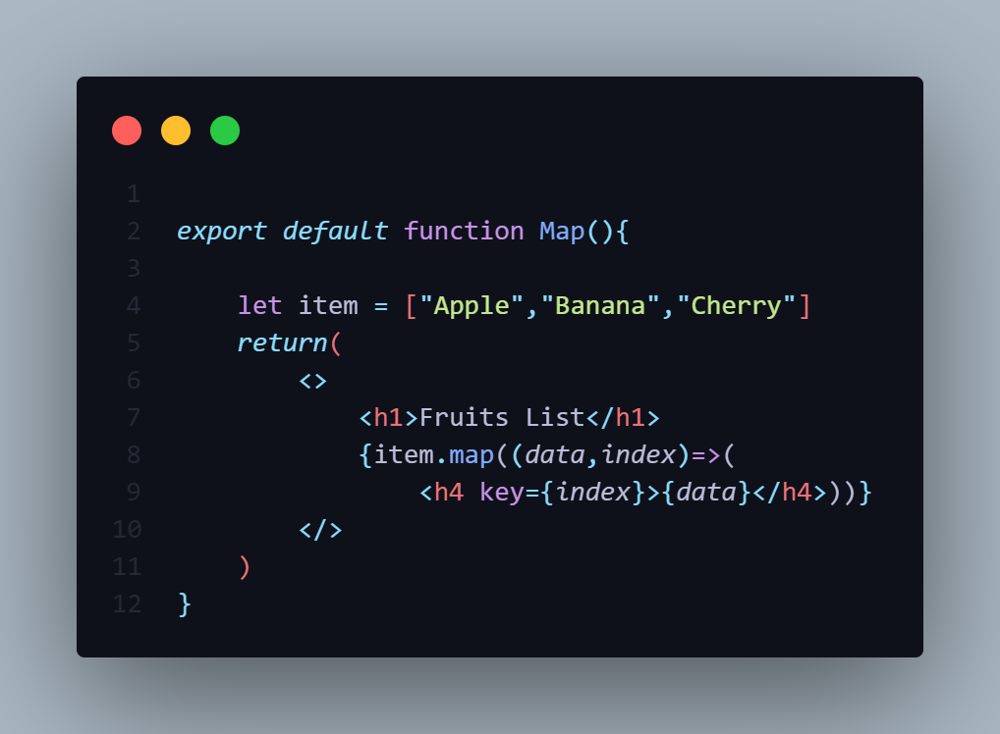 1
2 export default function Map(){
3
4     let item = ["Apple","Banana","Cherry"]
5     return(
6         <>
7             <h1>Fruits List</h1>
8             {item.map((data,index)=>(
9                 <h4 key={index}>{data}</h4>))}
10         </>
11     )
12 }